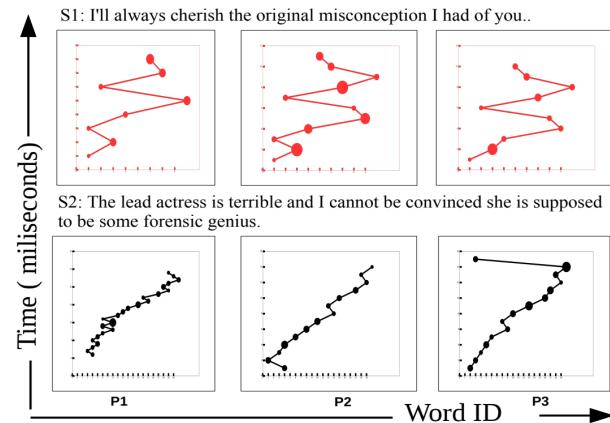 S1: I'll always cherish the original misconception I had of you..
S2: The lead actress is terrible and I cannot be convinced she is supposed
to be some forensic genius.
Time ( miliseconds)
P1
P2
P3
Word ID